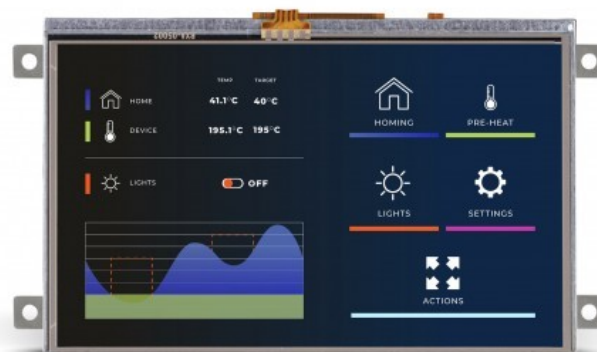 TEMP TARGET
HOME 41.1°C 40°C
DEVICE 195.1°C 195°C
LIGHTS OFF
HOMING PRE-HEAT
LIGHTS SETTINGS
ACTIONS